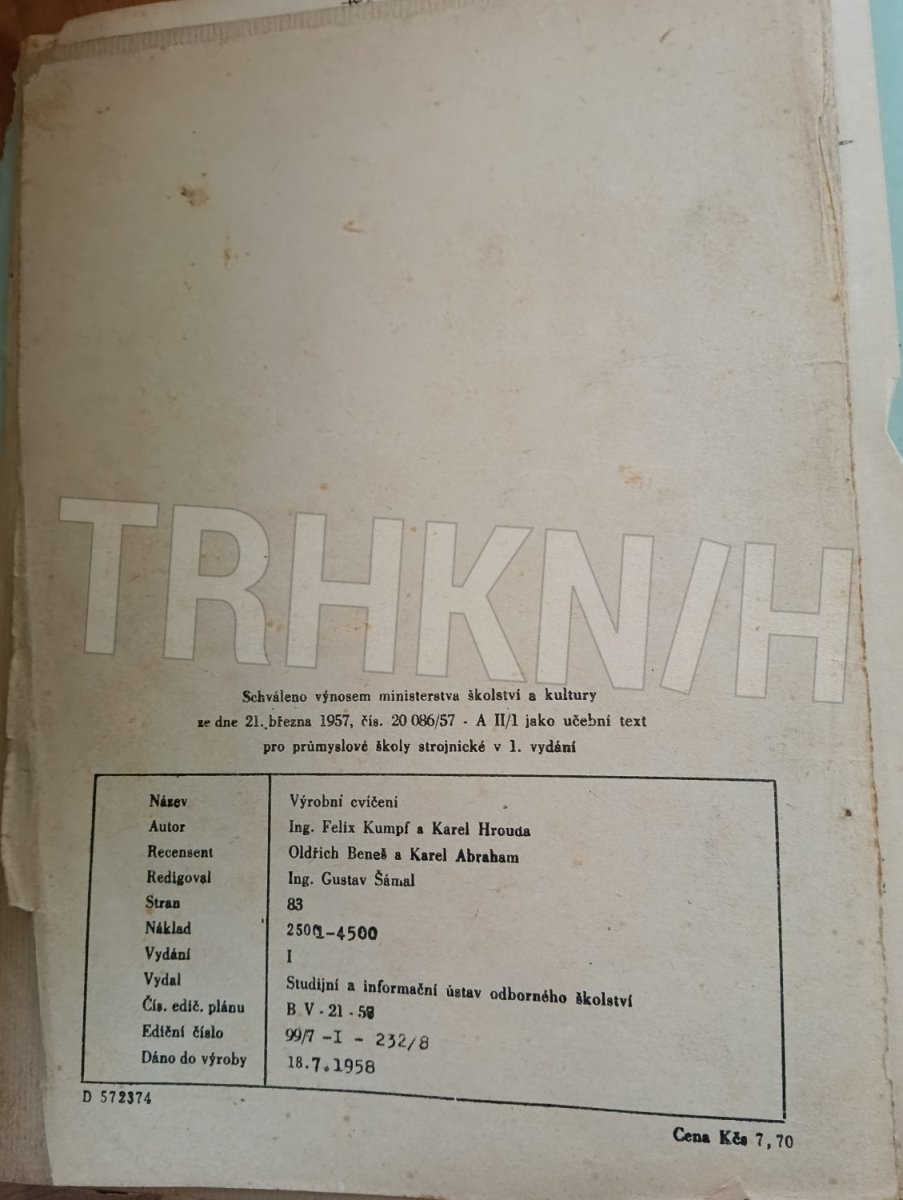 TRHKN/H
Schváleno výnosem ministerstva školství a kultury
ze dne 21. března 1957, čís. 20 086/57 - A II/1 jako učební text
pro průmyslové školy strojnické v 1. vydání
Název Výrobní cvičení
Autor Ing. Felix Kumpf a Karel Hrouda
Recensent Oldřich Beneš a Karel Abraham
Redigoval Ing. Gustav Šámal
Stran 83
Náklad 2501-4500
Vydání I
Vydal Studijní a informační ústav odborného školství
Čís. edič. plánu B V - 21 - 58
Ediční číslo 99/7 -I - 232/8
Dáno do výroby 18.7.1958
D 572374
Cena Kčs 7,70